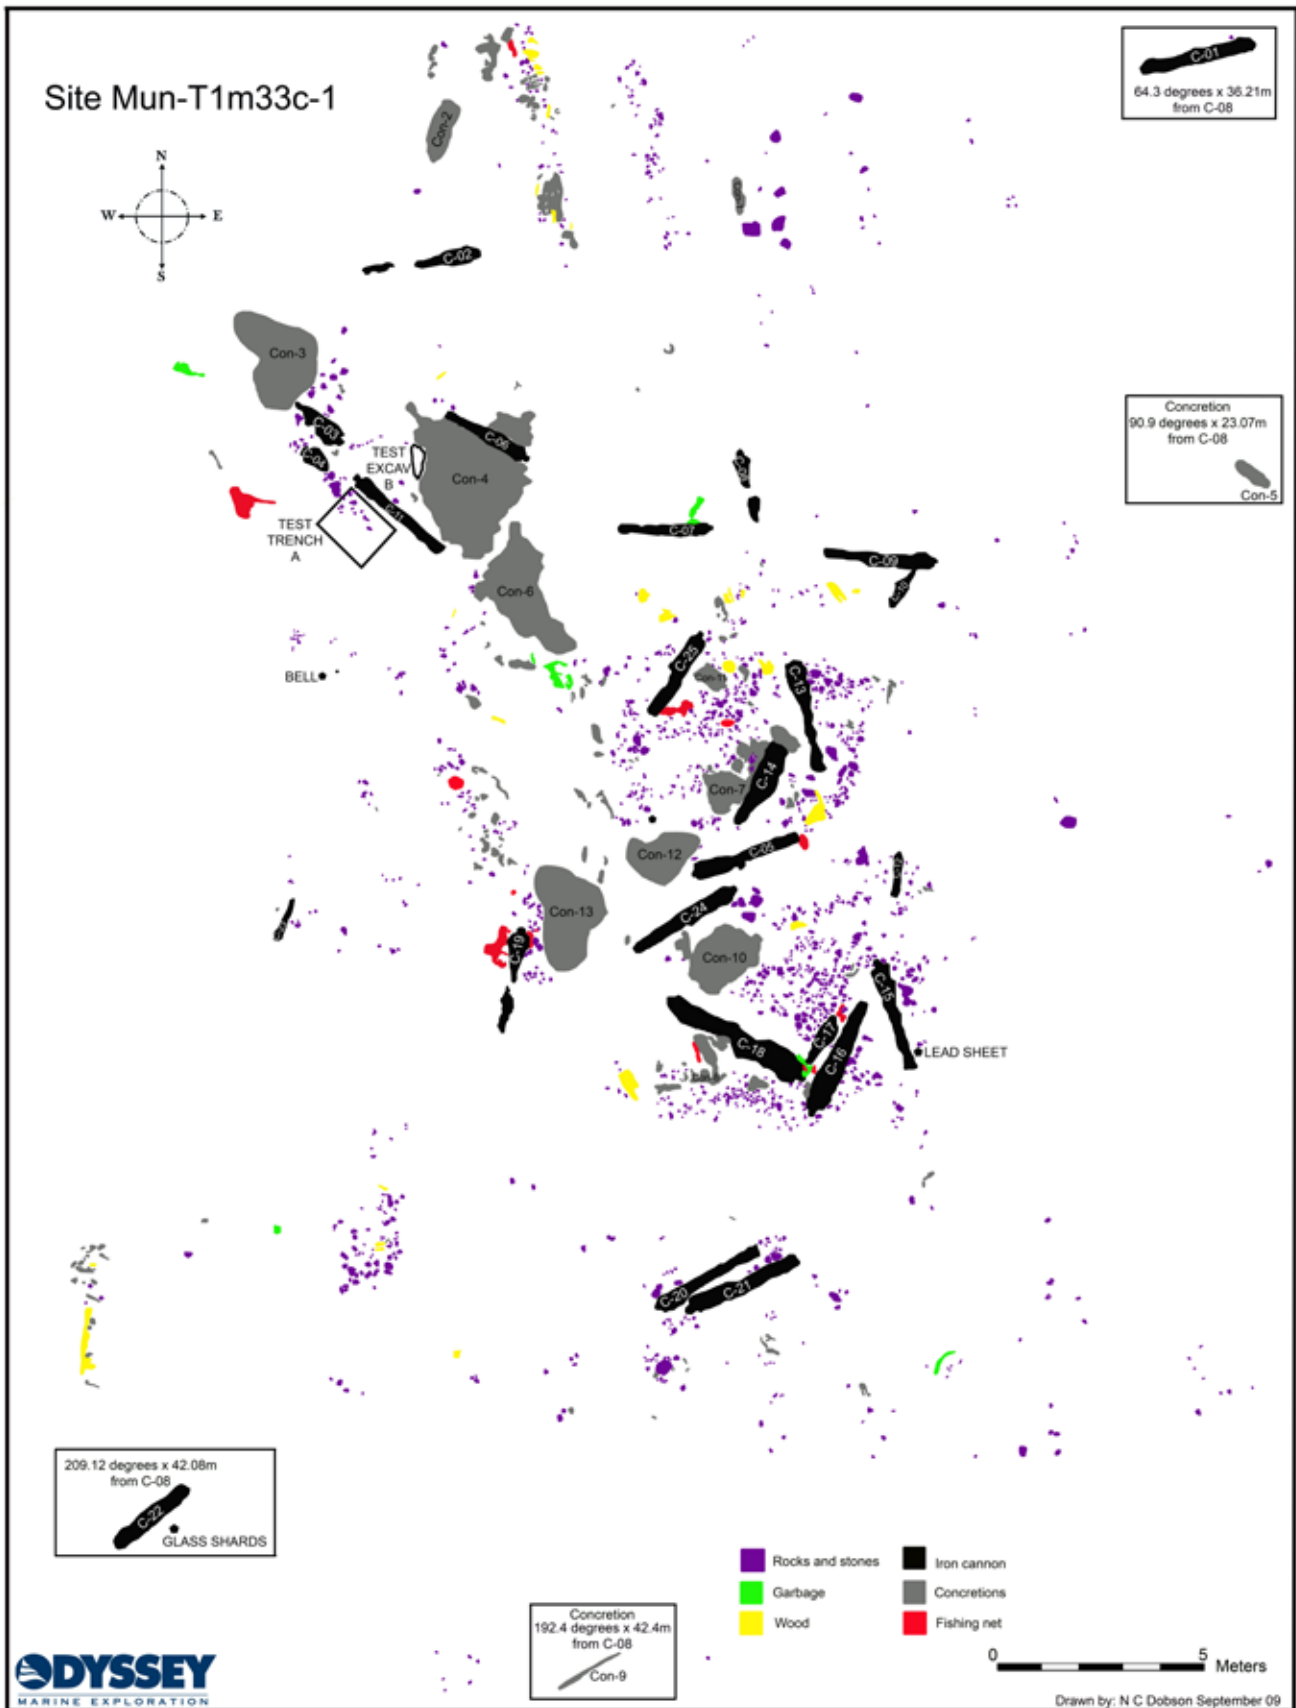 Site Mun-T1m33c-1
N
W
E
S
C-01
64.3 degrees x 36.21m
from C-08
Con-2
C-02
Con-3
C-03
C-04
TEST
EXCAV
B
C-06
Con-4
C-11
TEST
TRENCH
A
Concretion
90.9 degrees x 23.07m
from C-08
Con-5
C-07
C-09
Con-6
BELL
C-25
C-13
C-14
Con-7
Con-12
C-05
Con-13
C-24
C-19
Con-10
C-15
C-17
C-18
C-16
LEAD SHEET
C-20
C-21
209.12 degrees x 42.08m
from C-08
C-22
GLASS SHARDS
Rocks and stones
Iron cannon
Garbage
Concretions
Wood
Fishing net
Concretion
192.4 degrees x 42.4m
from C-08
Con-9
0
5
Meters
ODYSSEY
MARINE EXPLORATION
Drawn by: N C Dobson September 09